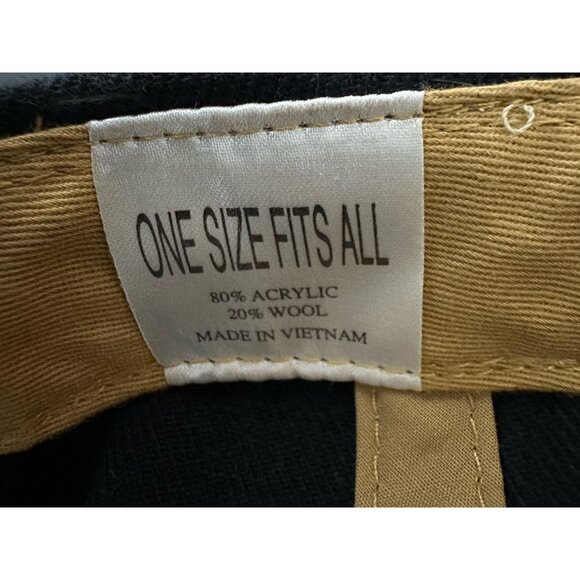 ONE SIZE FITS ALL
80% ACRYLIC
20% WOOL
MADE IN VIETNAM